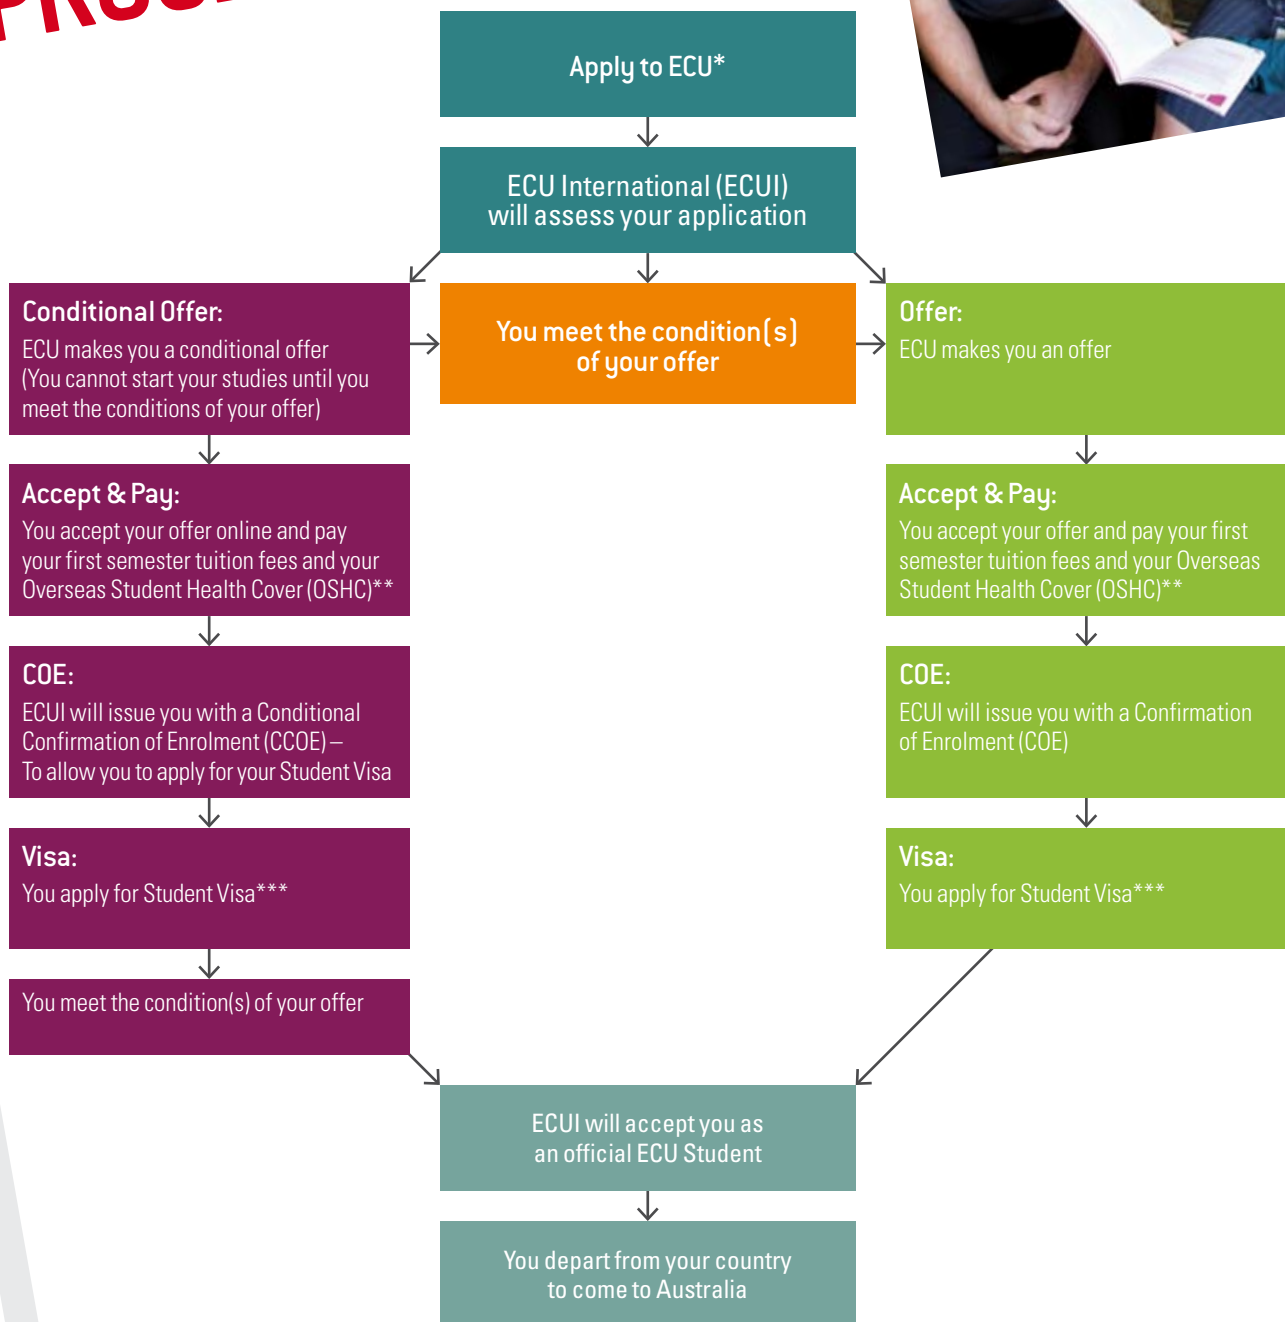 Apply to ECU*
ECU International (ECUI)
will assess your application
Conditional Offer:
ECU makes you a conditional offer
(You cannot start your studies until you
meet the conditions of your offer)
You meet the condition(s)
of your offer
Offer:
ECU makes you an offer
Accept & Pay:
You accept your offer online and pay
your first semester tuition fees and your
Overseas Student Health Cover (OSHC)**
Accept & Pay:
You accept your offer and pay your first
semester tuition fees and your Overseas
Student Health Cover (OSHC)**
COE:
ECUI will issue you with a Conditional
Confirmation of Enrolment (CCOE) –
To allow you to apply for your Student Visa
COE:
ECUI will issue you with a Confirmation
of Enrolment (COE)
Visa:
You apply for Student Visa***
Visa:
You apply for Student Visa***
You meet the condition(s) of your offer
ECUI will accept you as
an official ECU Student
You depart from your country
to come to Australia